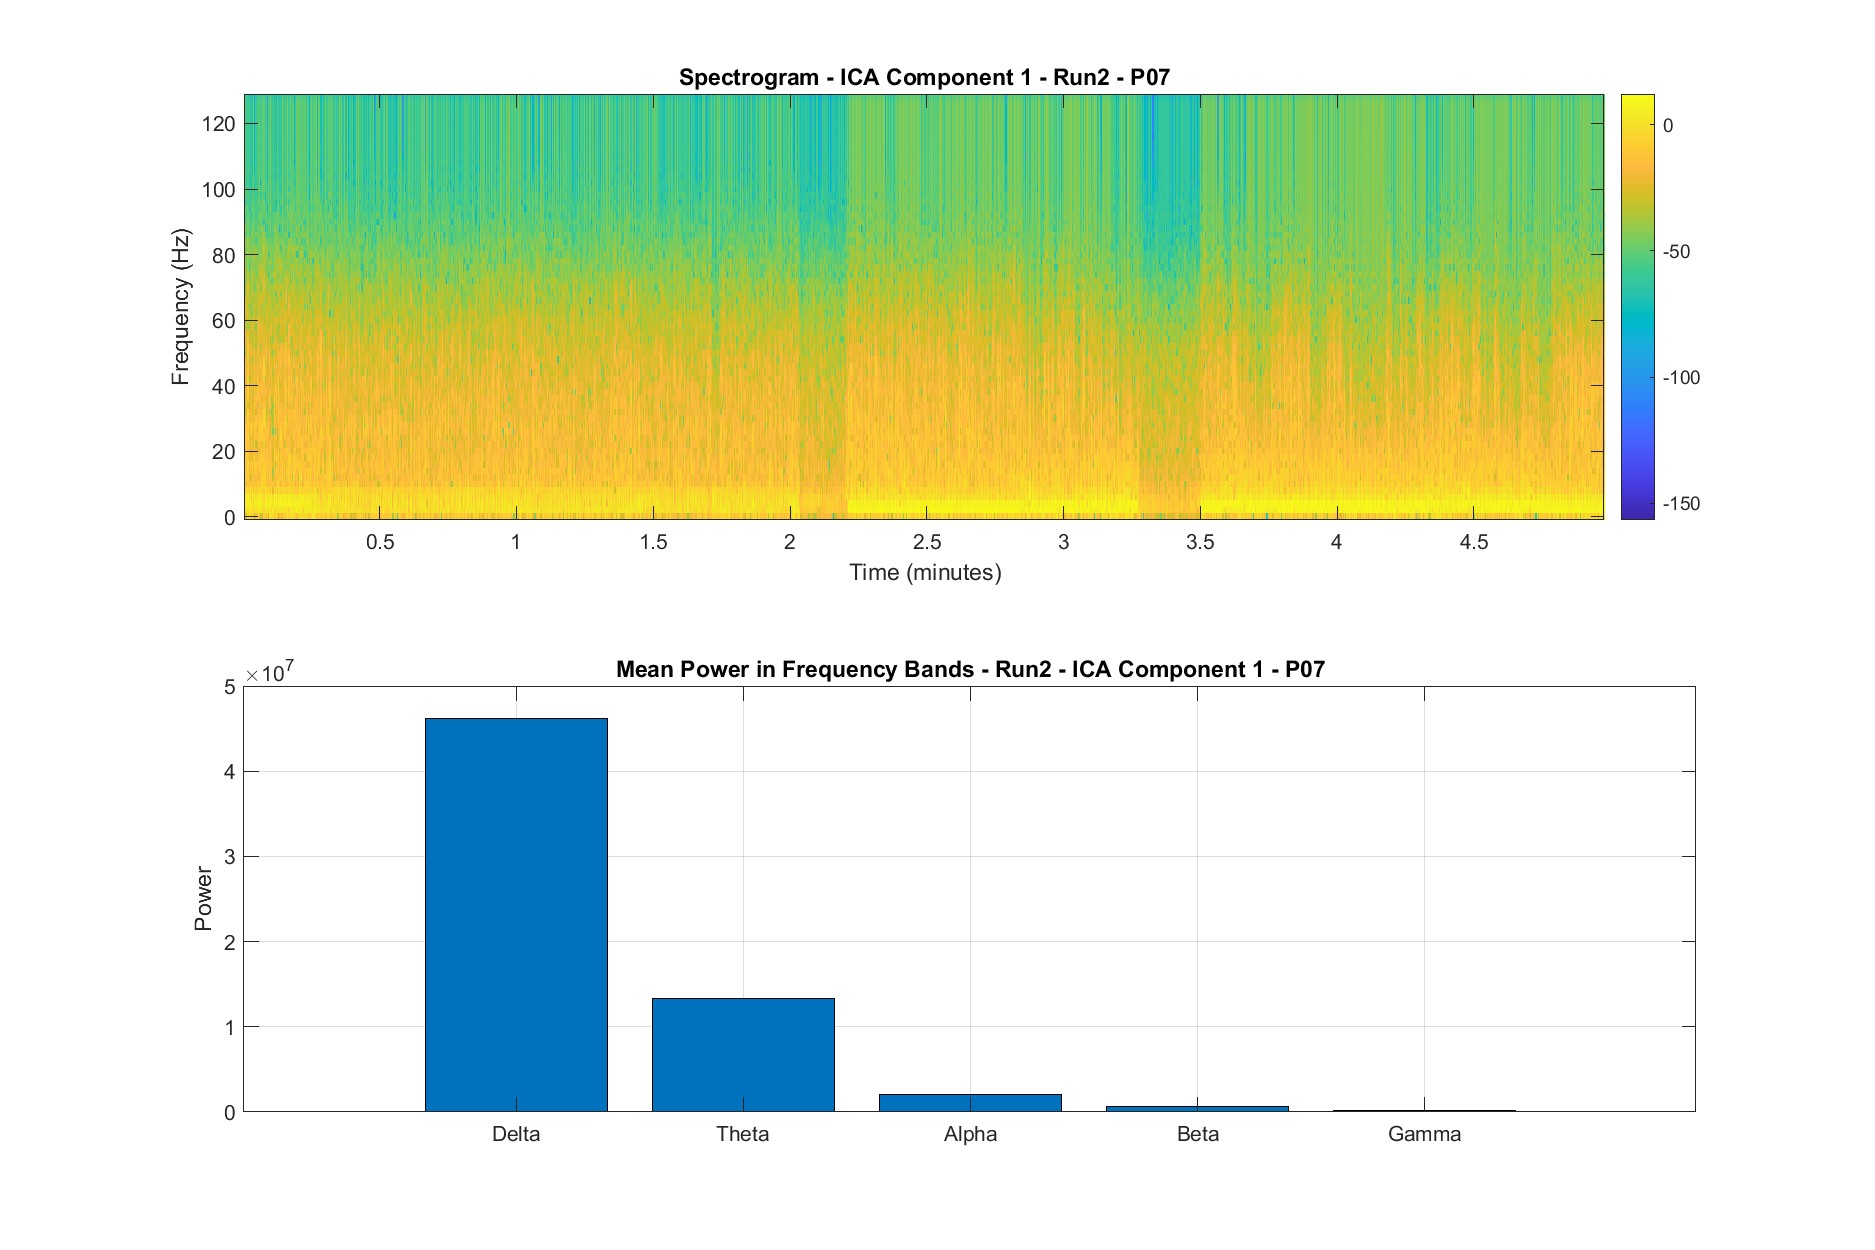 Spectrogram - ICA Component 1 - Run2 - P07
120
100
80
60
40
20
0
Frequency (Hz)
0.5 1 1.5 2 2.5 3 3.5 4 4.5
Time (minutes)
0
-50
-100
-150
Mean Power in Frequency Bands - Run2 - ICA Component 1 - P07
×10^7
5
4
3
2
1
0
Power
Delta Theta Alpha Beta Gamma